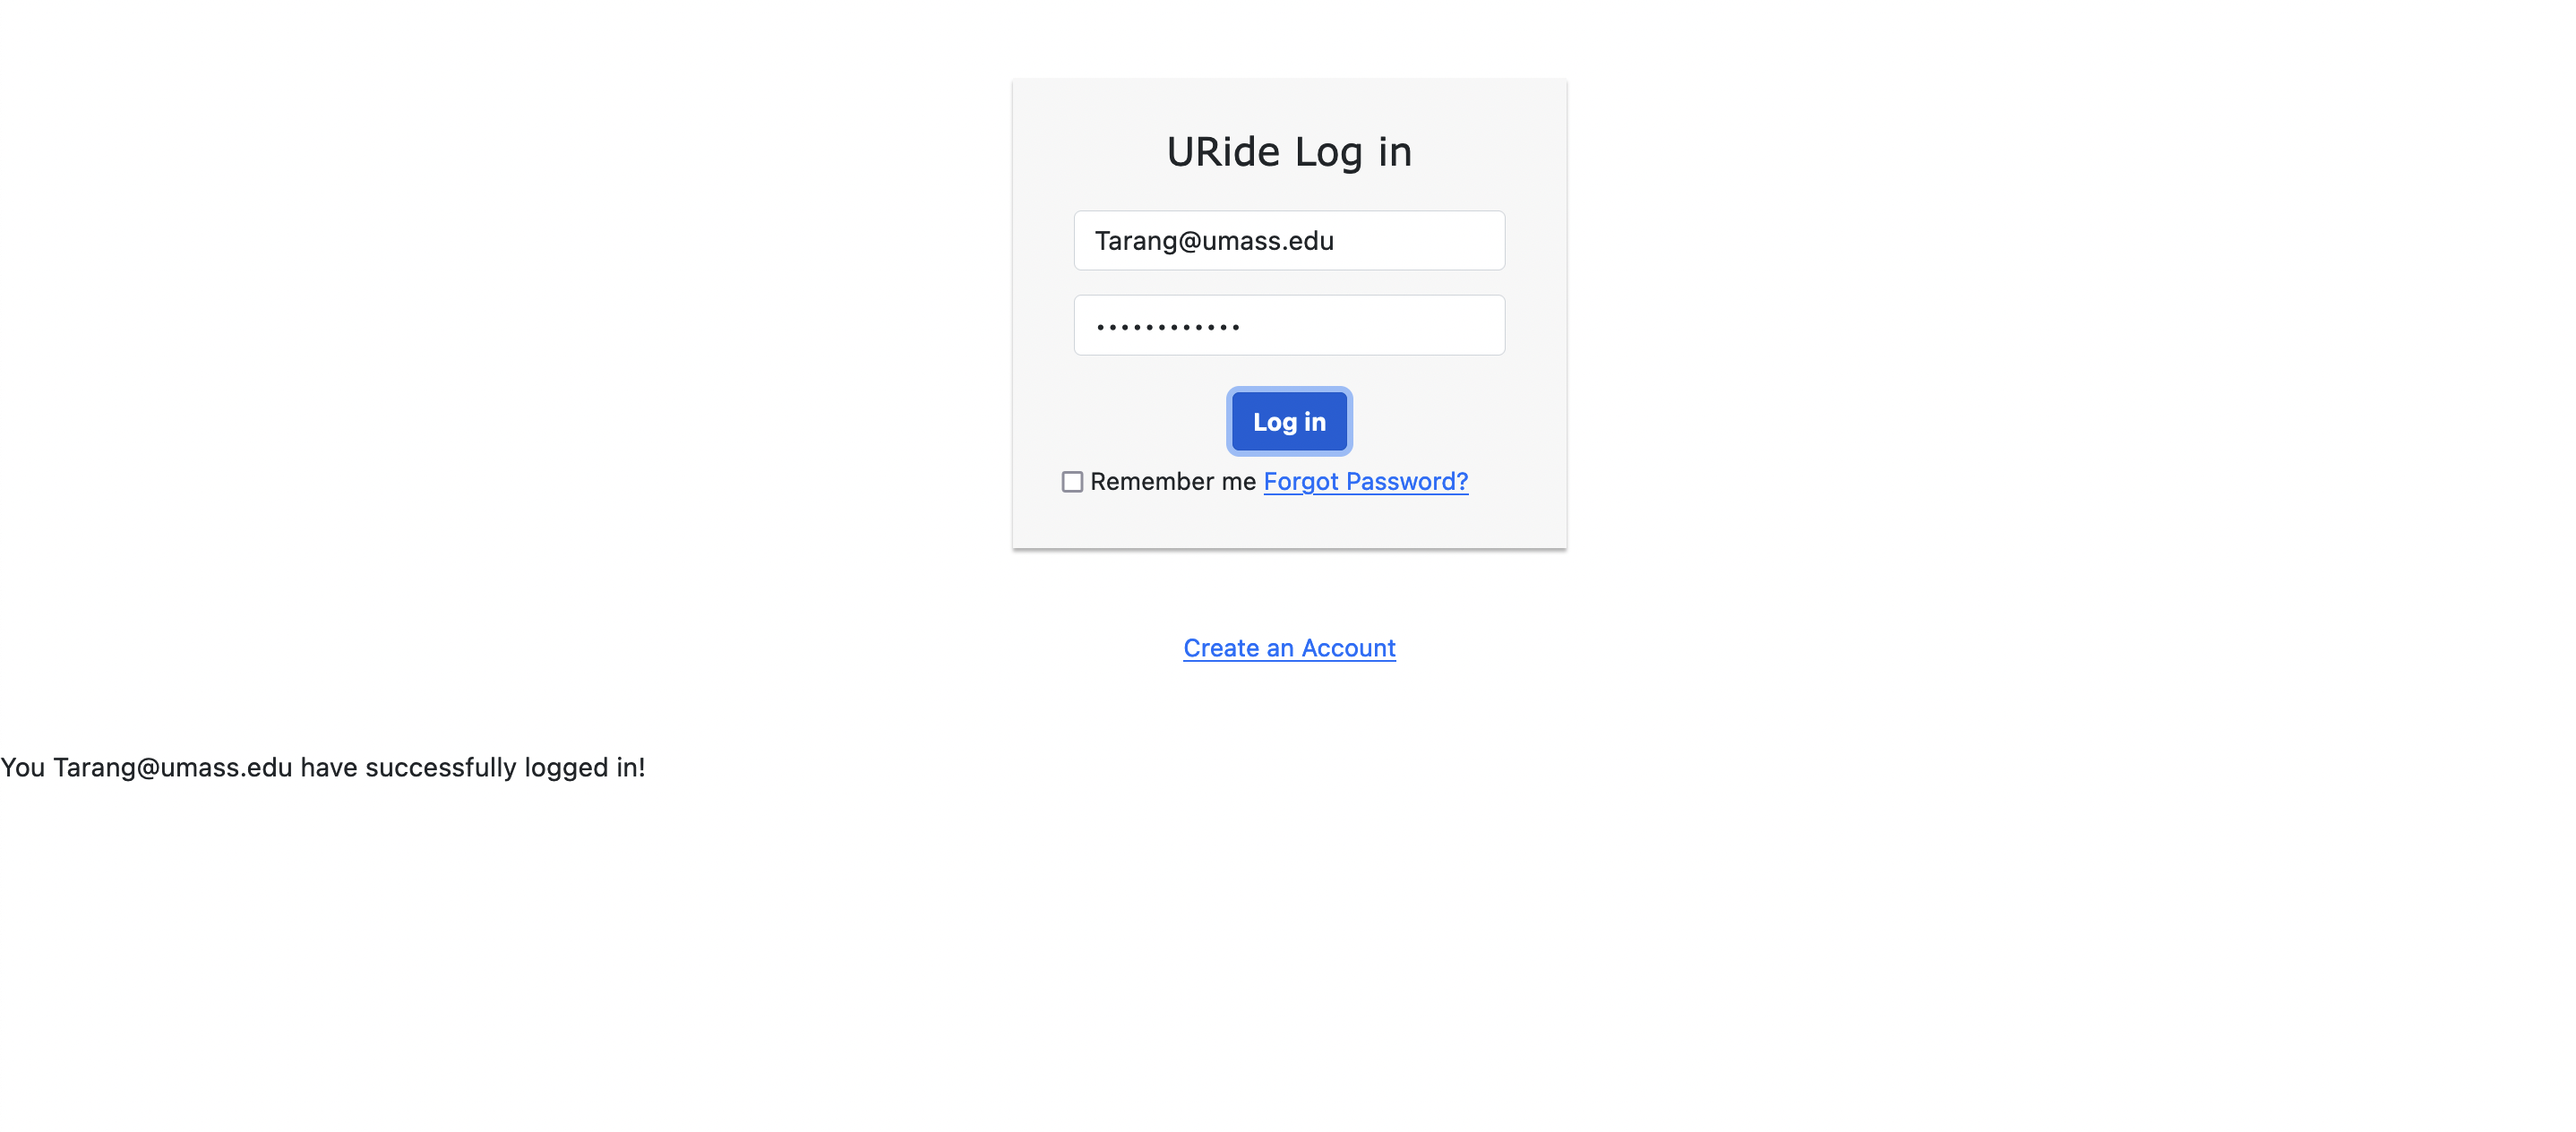 URide Log in
Tarang@umass.edu
••••••••••••
Log in
Remember me Forgot Password?
Create an Account
You Tarang@umass.edu have successfully logged in!